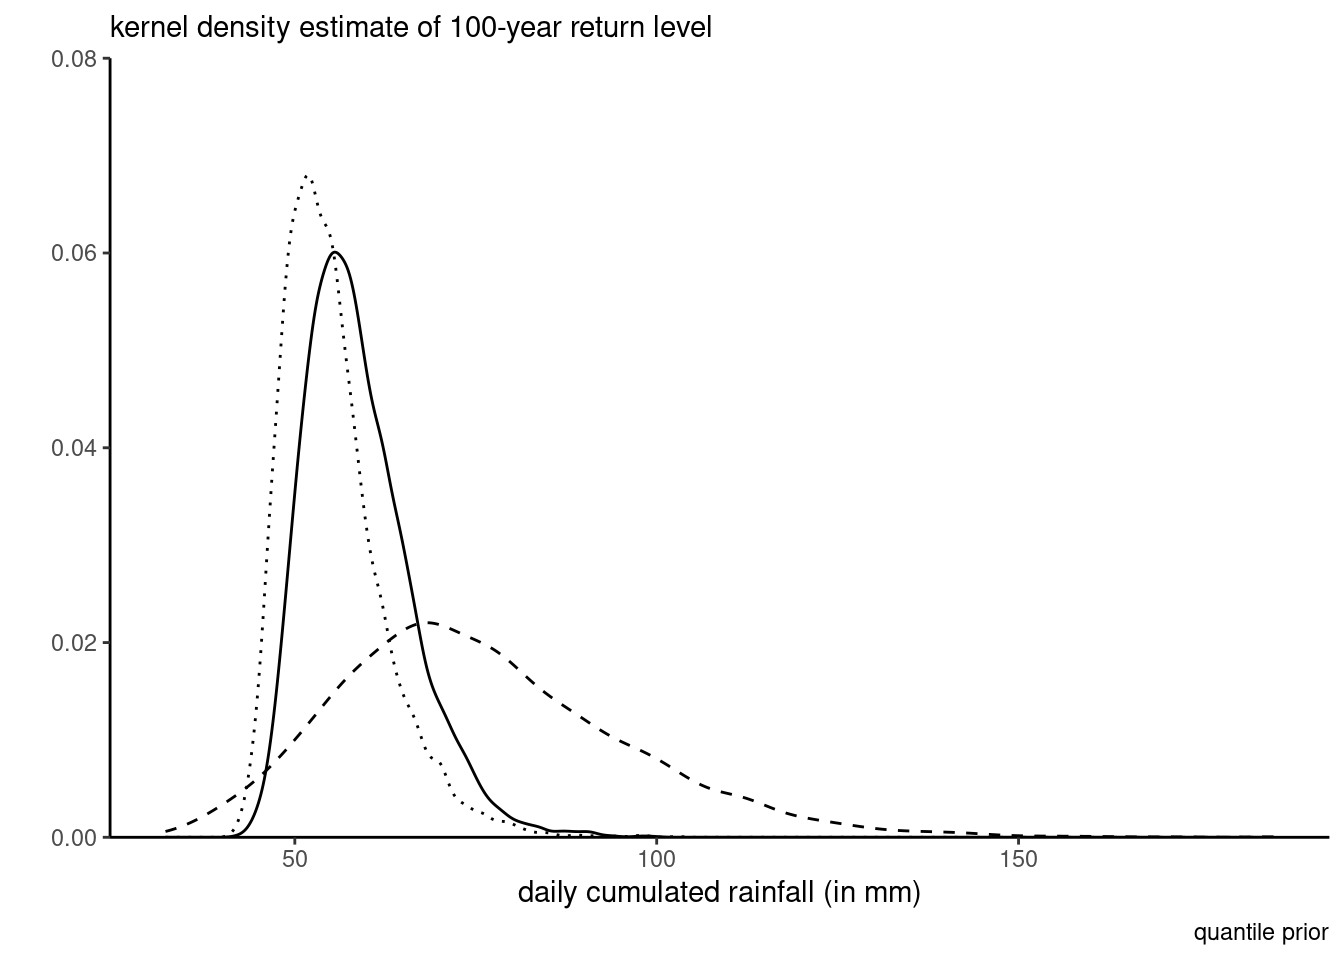 kernel density estimate of 100-year return level
0.08
0.06
0.04
0.02
0.00
50 100 150
daily cumulated rainfall (in mm)
quantile prior